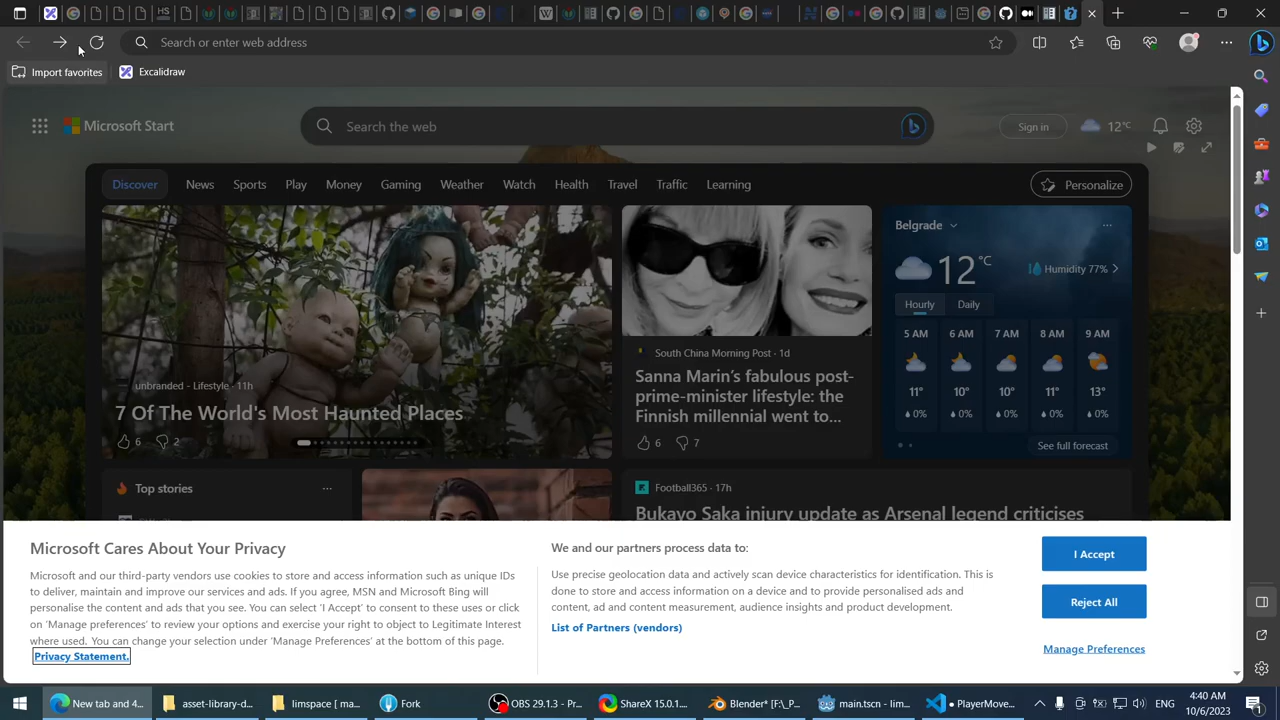 Search or enter web address
Import favorites
Excalidraw
Microsoft Start
Search the web
Sign in
12°C
Discover
News
Sports
Play
Money
Gaming
Weather
Watch
Health
Travel
Traffic
Learning
Personalize
unbranded - Lifestyle · 11h
7 Of The World's Most Haunted Places
6
2
South China Morning Post · 1d
Sanna Marin's fabulous post-
prime-minister lifestyle: the
Finnish millennial went to...
6
7
Belgrade
12 °C
Humidity 77%
Hourly
Daily
5 AM 6 AM 7 AM 8 AM 9 AM
11° 10° 10° 11° 13°
0% 0% 0% 0% 0%
See full forecast
Top stories
Football365 · 17h
Bukayo Saka injury update as Arsenal legend criticises
Microsoft Cares About Your Privacy
Microsoft and our third-party vendors use cookies to store and access information such as unique IDs
to deliver, maintain and improve our services and ads. If you agree, MSN and Microsoft Bing will
personalise the content and ads that you see. You can select 'I Accept' to consent to these uses or click
on 'Manage preferences' to review your options and exercise your right to object to Legitimate Interest
where used. You can change your selection under 'Manage Preferences' at the bottom of this page.
Privacy Statement.
We and our partners process data to:
Use precise geolocation data and actively scan device characteristics for identification. This is
done to store and access information on a device and to provide personalised ads and
content, ad and content measurement, audience insights and product development.
List of Partners (vendors)
I Accept
Reject All
Manage Preferences
New tab and 4...
asset-library-d...
limspace [ ma...
Fork
OBS 29.1.3 - Pr...
ShareX 15.0.1...
Blender* [F:\_P...
main.tscn - lim...
● PlayerMove...
ENG
4:40 AM
10/6/2023
1